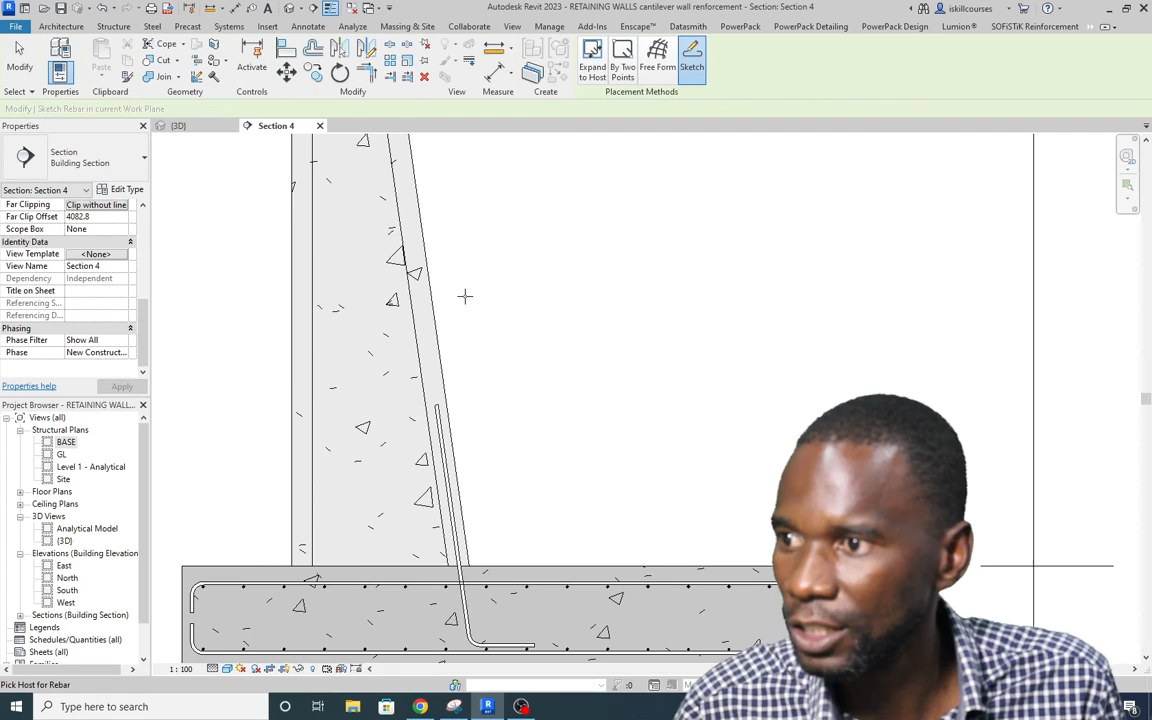 Autodesk Revit 2023 - RETAINING WALLS cantilever wall reinforcement - Section: Section 4
iskillcourses
File Architecture Structure Steel Precast Systems Insert Annotate Analyze Massing & Site Collaborate View Manage Add-Ins Enscape™ Datasmith PowerPack PowerPack Detailing PowerPack Design Lumion® SOFiSTiK Reinforcement
Modify
Paste
Cope
Cut
Join
Activate
Expand to Host
By Two Points
Free Form
Sketch
Select Properties Clipboard Geometry Controls Modify View Measure Create Placement Methods
Modify | Sketch Rebar in current Work Plane
Properties
{3D}
Section 4
Section
Building Section
Section: Section 4
Edit Type
Far Clipping Clip without line
Far Clip Offset 4082.8
Scope Box None
Identity Data
View Template <None>
View Name Section 4
Dependency Independent
Title on Sheet
Referencing S...
Referencing D...
Phasing
Phase Filter Show All
Phase New Construct...
Properties help
Apply
Project Browser - RETAINING WALL...
Views (all)
Structural Plans
BASE
GL
Level 1 - Analytical
Site
Floor Plans
Ceiling Plans
3D Views
Analytical Model
{3D}
Elevations (Building Elevation
East
North
South
West
Sections (Building Section)
Legends
Schedules/Quantities (all)
Sheets (all)
1 : 100
Pick Host for Rebar
:0
Type here to search